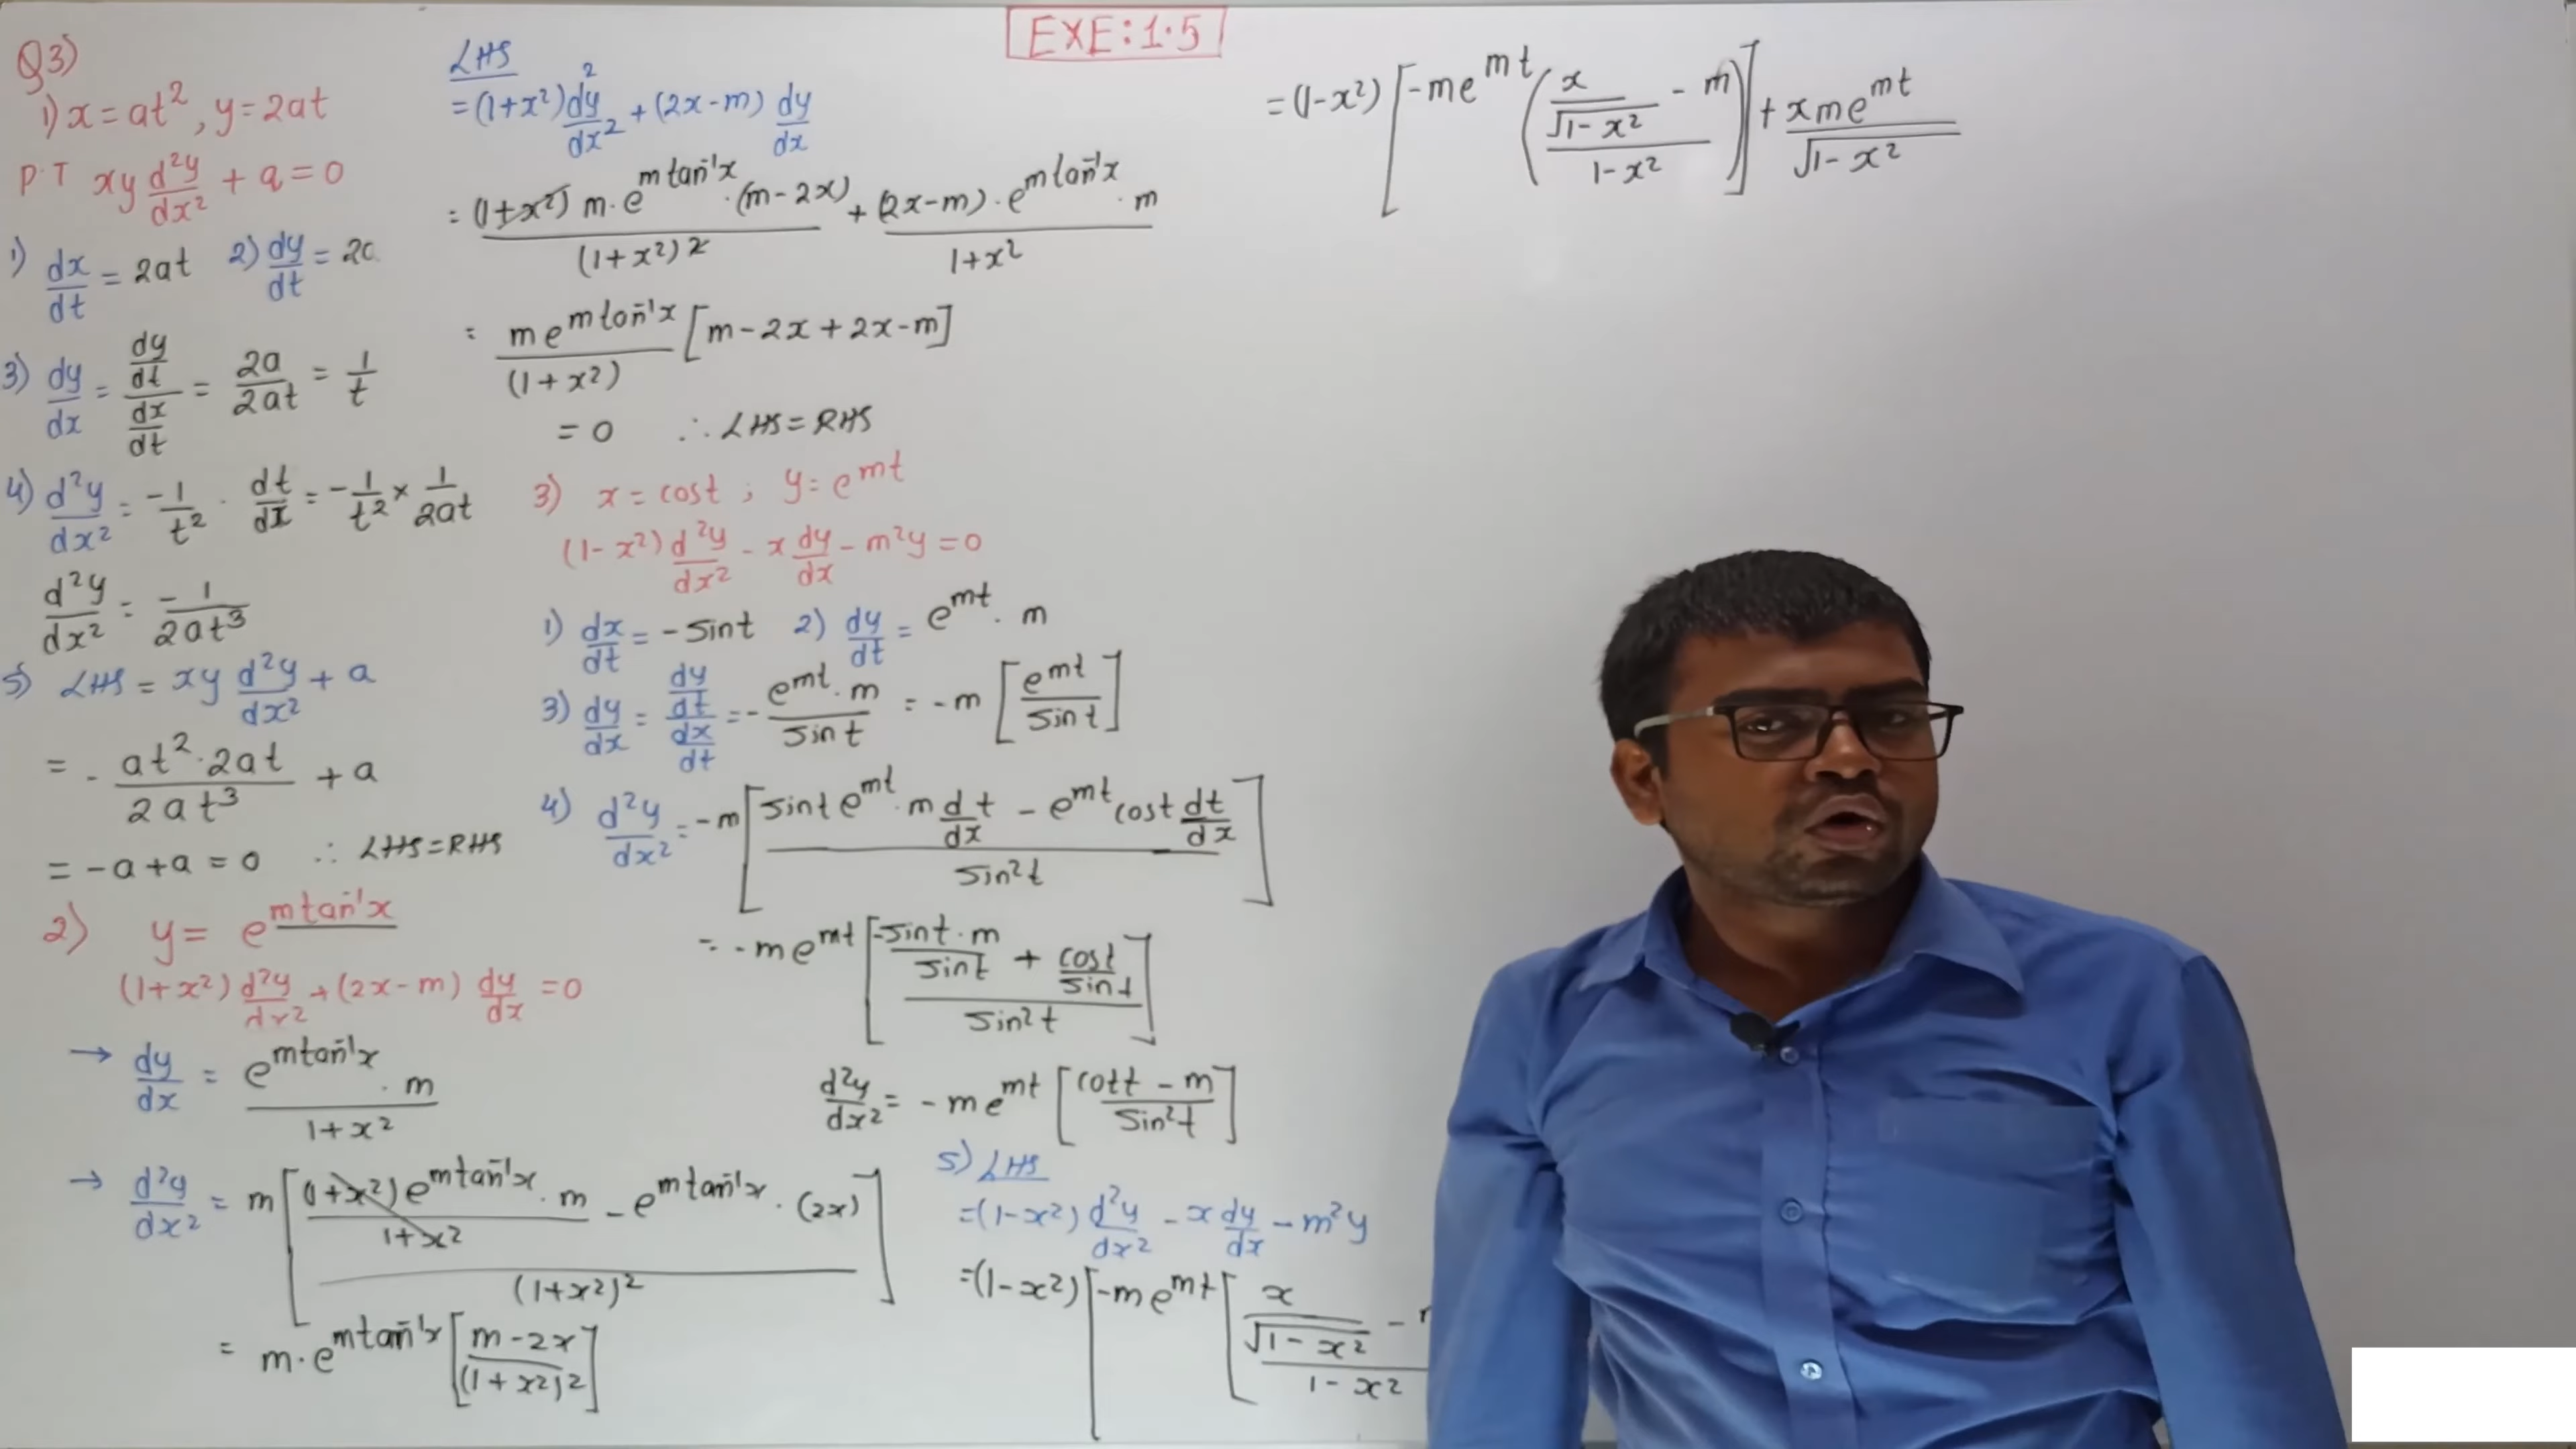 EXE: 1.5
Q3)
1) x = at², y = 2at
P.T xy d²y/dx² + a = 0
1) dx/dt = 2at 2) dy/dt = 2a
3) dy/dx = (dy/dt)/(dx/dt) = 2a/2at = 1/t
4) d²y/dx² = -1/t² · dt/dx = -1/t² × 1/2at
d²y/dx² = -1/2at³
5) LHS = xy d²y/dx² + a
= - at²·2at/2at³ + a
= -a + a = 0 ∴ LHS = RHS
2) y = e^(m tan⁻¹x)
(1+x²) d²y/dx² + (2x-m) dy/dx = 0
→ dy/dx = e^(m tan⁻¹x) · m/(1+x²)
→ d²y/dx² = m [((1+x²) e^(m tan⁻¹x) · m/(1+x²) - e^(m tan⁻¹x) · (2x))/(1+x²)²]
= m·e^(m tan⁻¹x) [(m-2x)/(1+x²)²]
LHS
= (1+x²) d²y/dx² + (2x-m) dy/dx
= (1+x²) m·e^(m tan⁻¹x)·(m-2x)/(1+x²)² + (2x-m)·e^(m tan⁻¹x)·m/(1+x²)
= m e^(m tan⁻¹x)/(1+x²) [m-2x+2x-m]
= 0 ∴ LHS = RHS
3) x = cost ; y = e^(mt)
(1-x²) d²y/dx² - x dy/dx - m²y = 0
1) dx/dt = -sint 2) dy/dt = e^(mt) · m
3) dy/dx = (dy/dt)/(dx/dt) = - e^(mt)·m/sint = -m [e^(mt)/sint]
4) d²y/dx² = -m [(sint e^(mt)·m dt/dx - e^(mt) cost dt/dx)/sin²t]
= -m e^(mt) [(-sint·m/sint + cost/sint)/sin²t]
d²y/dx² = -m e^(mt) [(cott - m)/sin²t]
5) LHS
= (1-x²) d²y/dx² - x dy/dx - m²y
= (1-x²) [-m e^(mt) [(x/√(1-x²) -)/(1-x²)
= (1-x²) [-m e^(mt) ((x/√(1-x²) - m)/(1-x²))] + x m e^(mt)/√(1-x²)